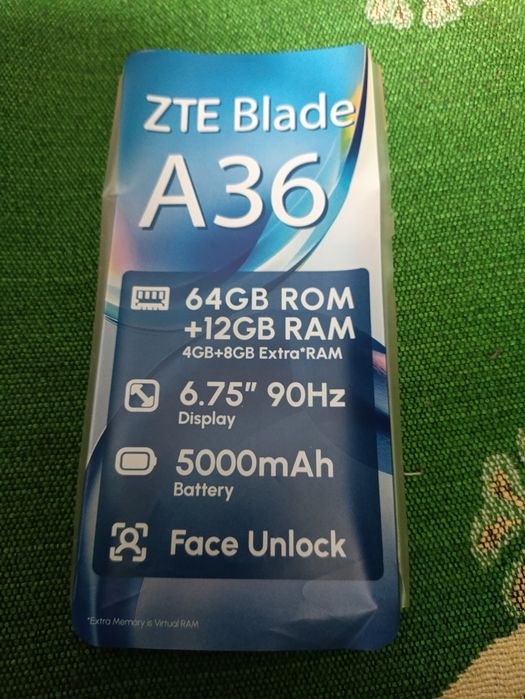 ZTE Blade
A36
64GB ROM
+12GB RAM
4GB+8GB Extra*RAM
6.75" 90Hz
Display
5000mAh
Battery
Face Unlock
*Extra Memory is Virtual RAM